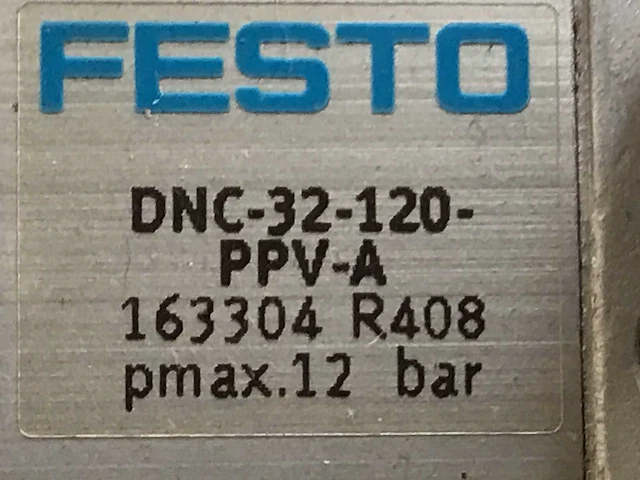 FESTO
DNC-32-120-
PPV-A
163304 R408
pmax.12 bar